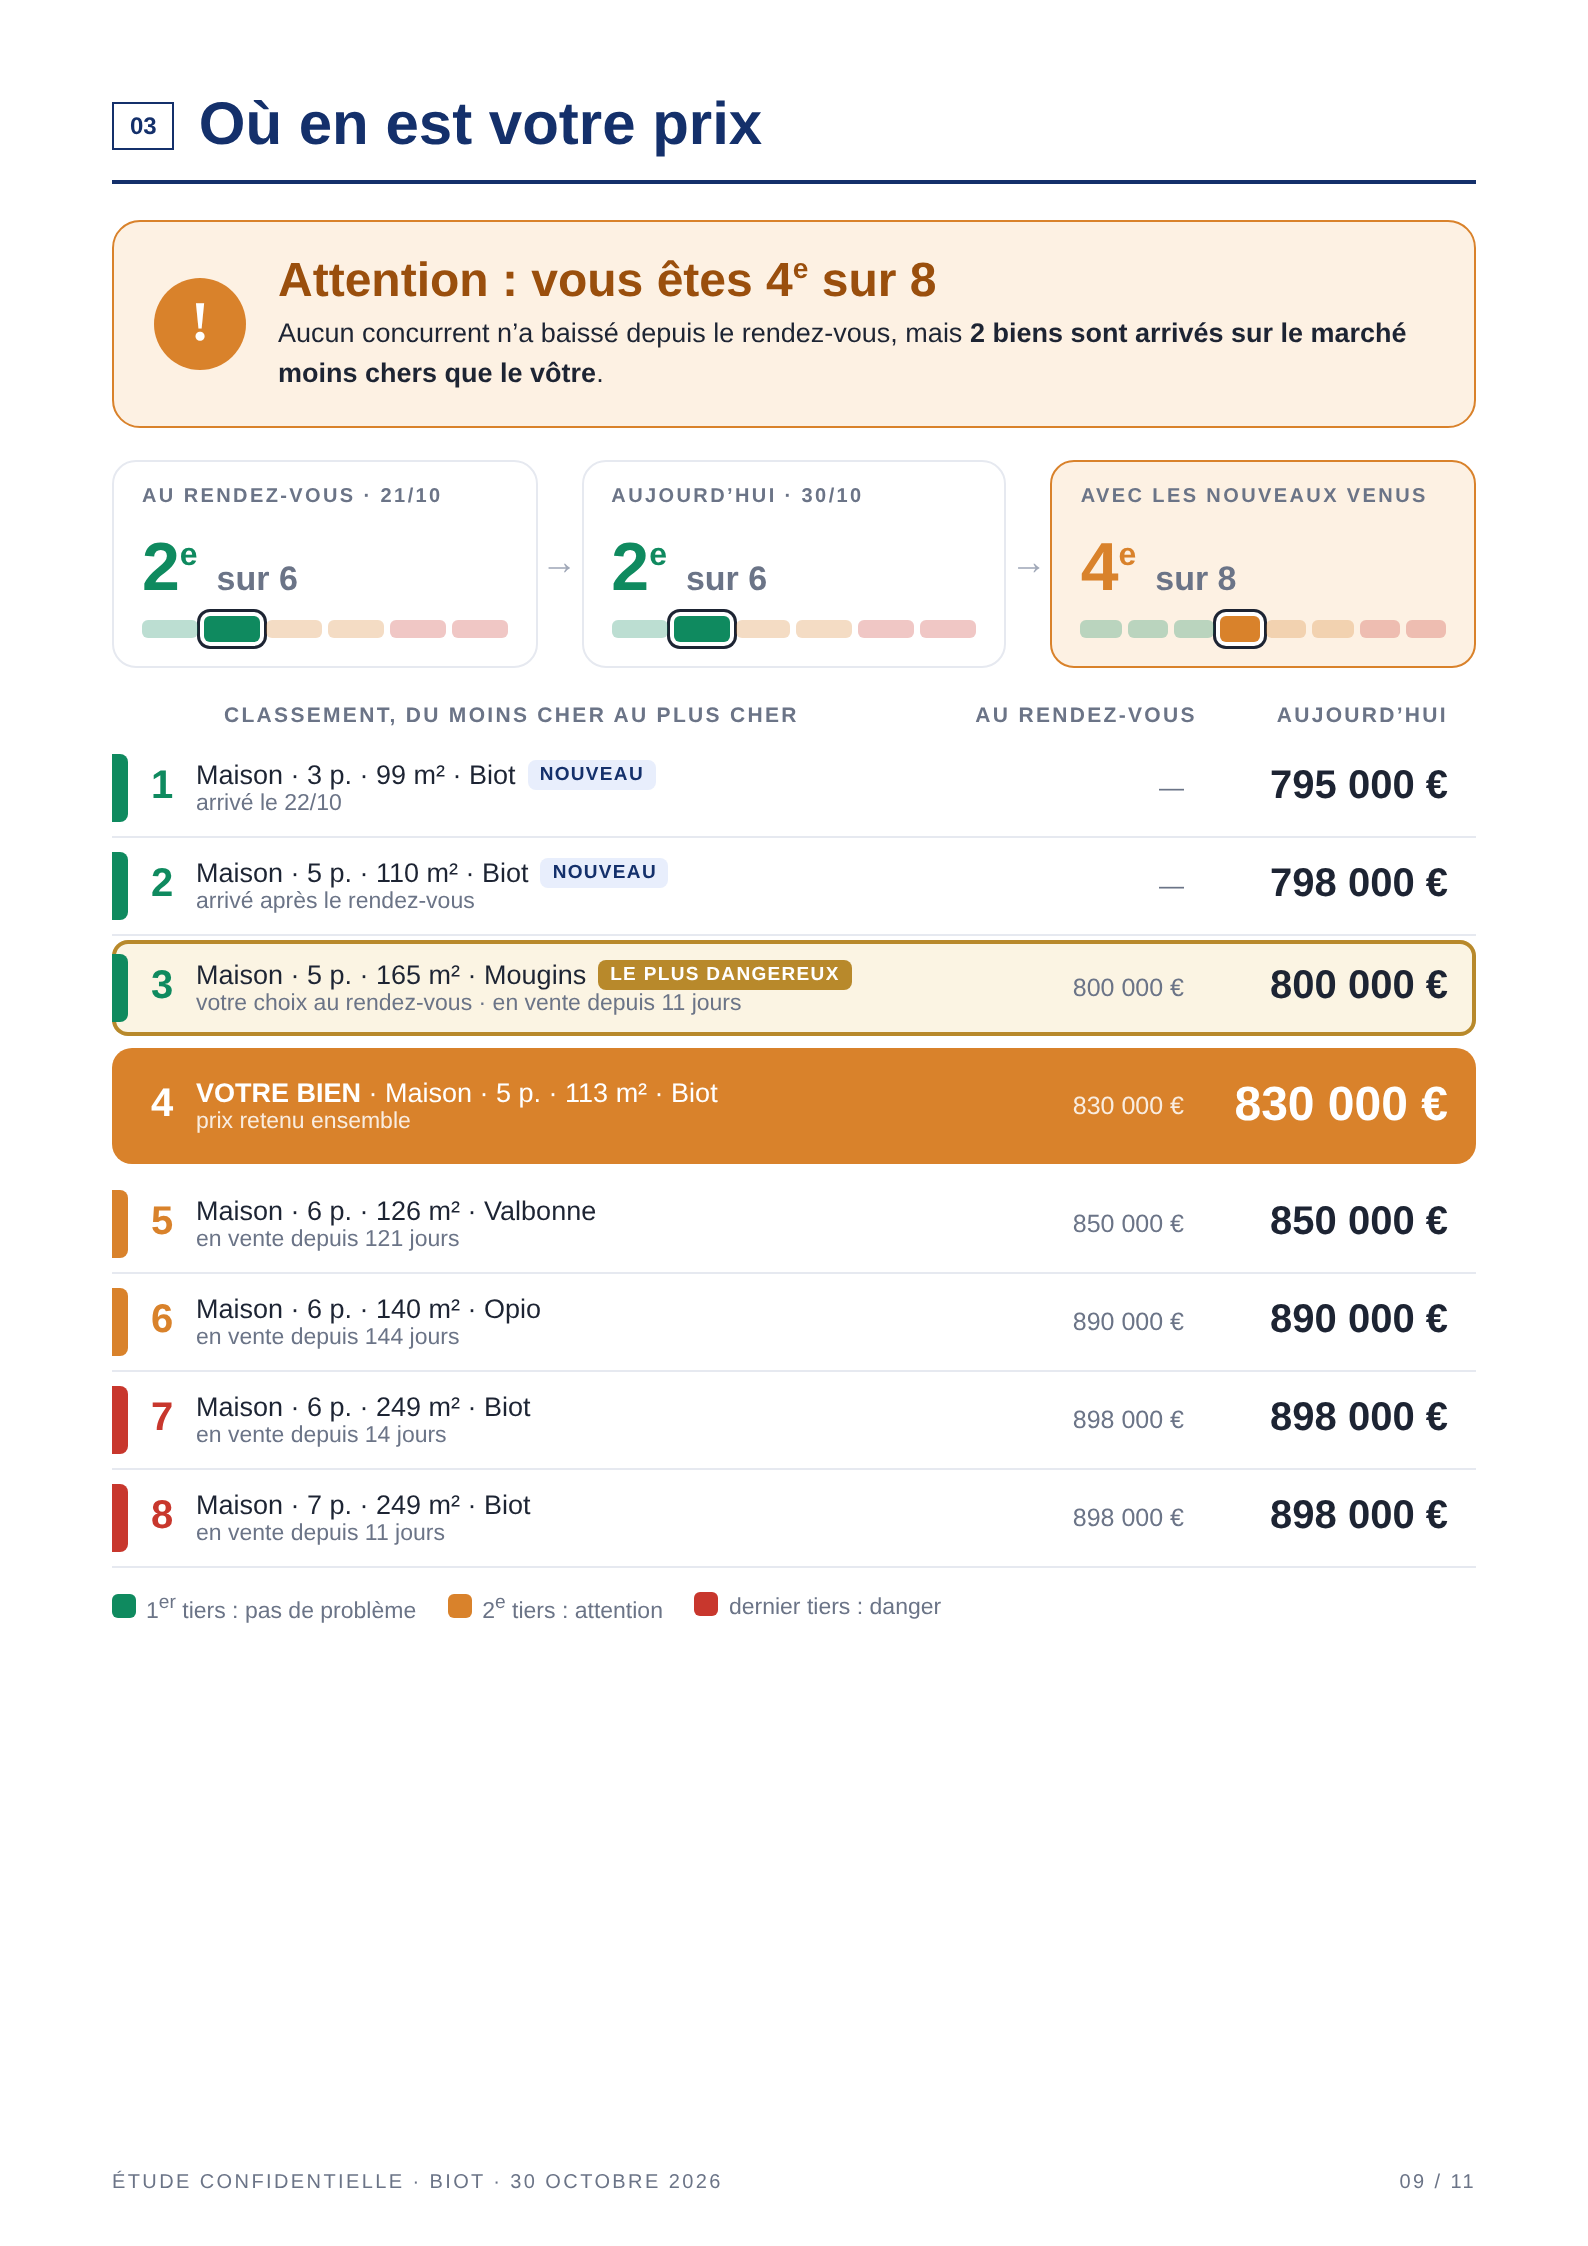 03 Où en est votre prix
!
Attention : vous êtes 4e sur 8
Aucun concurrent n’a baissé depuis le rendez-vous, mais 2 biens sont arrivés sur le marché
moins chers que le vôtre.
AU RENDEZ-VOUS · 21/10
2e sur 6
→
AUJOURD’HUI · 30/10
2e sur 6
→
AVEC LES NOUVEAUX VENUS
4e sur 8
CLASSEMENT, DU MOINS CHER AU PLUS CHER AU RENDEZ-VOUS AUJOURD’HUI
1 Maison · 3 p. · 99 m² · Biot NOUVEAU — 795 000 €
arrivé le 22/10
2 Maison · 5 p. · 110 m² · Biot NOUVEAU — 798 000 €
arrivé après le rendez-vous
3 Maison · 5 p. · 165 m² · Mougins LE PLUS DANGEREUX 800 000 € 800 000 €
votre choix au rendez-vous · en vente depuis 11 jours
4 VOTRE BIEN · Maison · 5 p. · 113 m² · Biot 830 000 € 830 000 €
prix retenu ensemble
5 Maison · 6 p. · 126 m² · Valbonne 850 000 € 850 000 €
en vente depuis 121 jours
6 Maison · 6 p. · 140 m² · Opio 890 000 € 890 000 €
en vente depuis 144 jours
7 Maison · 6 p. · 249 m² · Biot 898 000 € 898 000 €
en vente depuis 14 jours
8 Maison · 7 p. · 249 m² · Biot 898 000 € 898 000 €
en vente depuis 11 jours
1er tiers : pas de problème 2e tiers : attention dernier tiers : danger
ÉTUDE CONFIDENTIELLE · BIOT · 30 OCTOBRE 2026 09 / 11